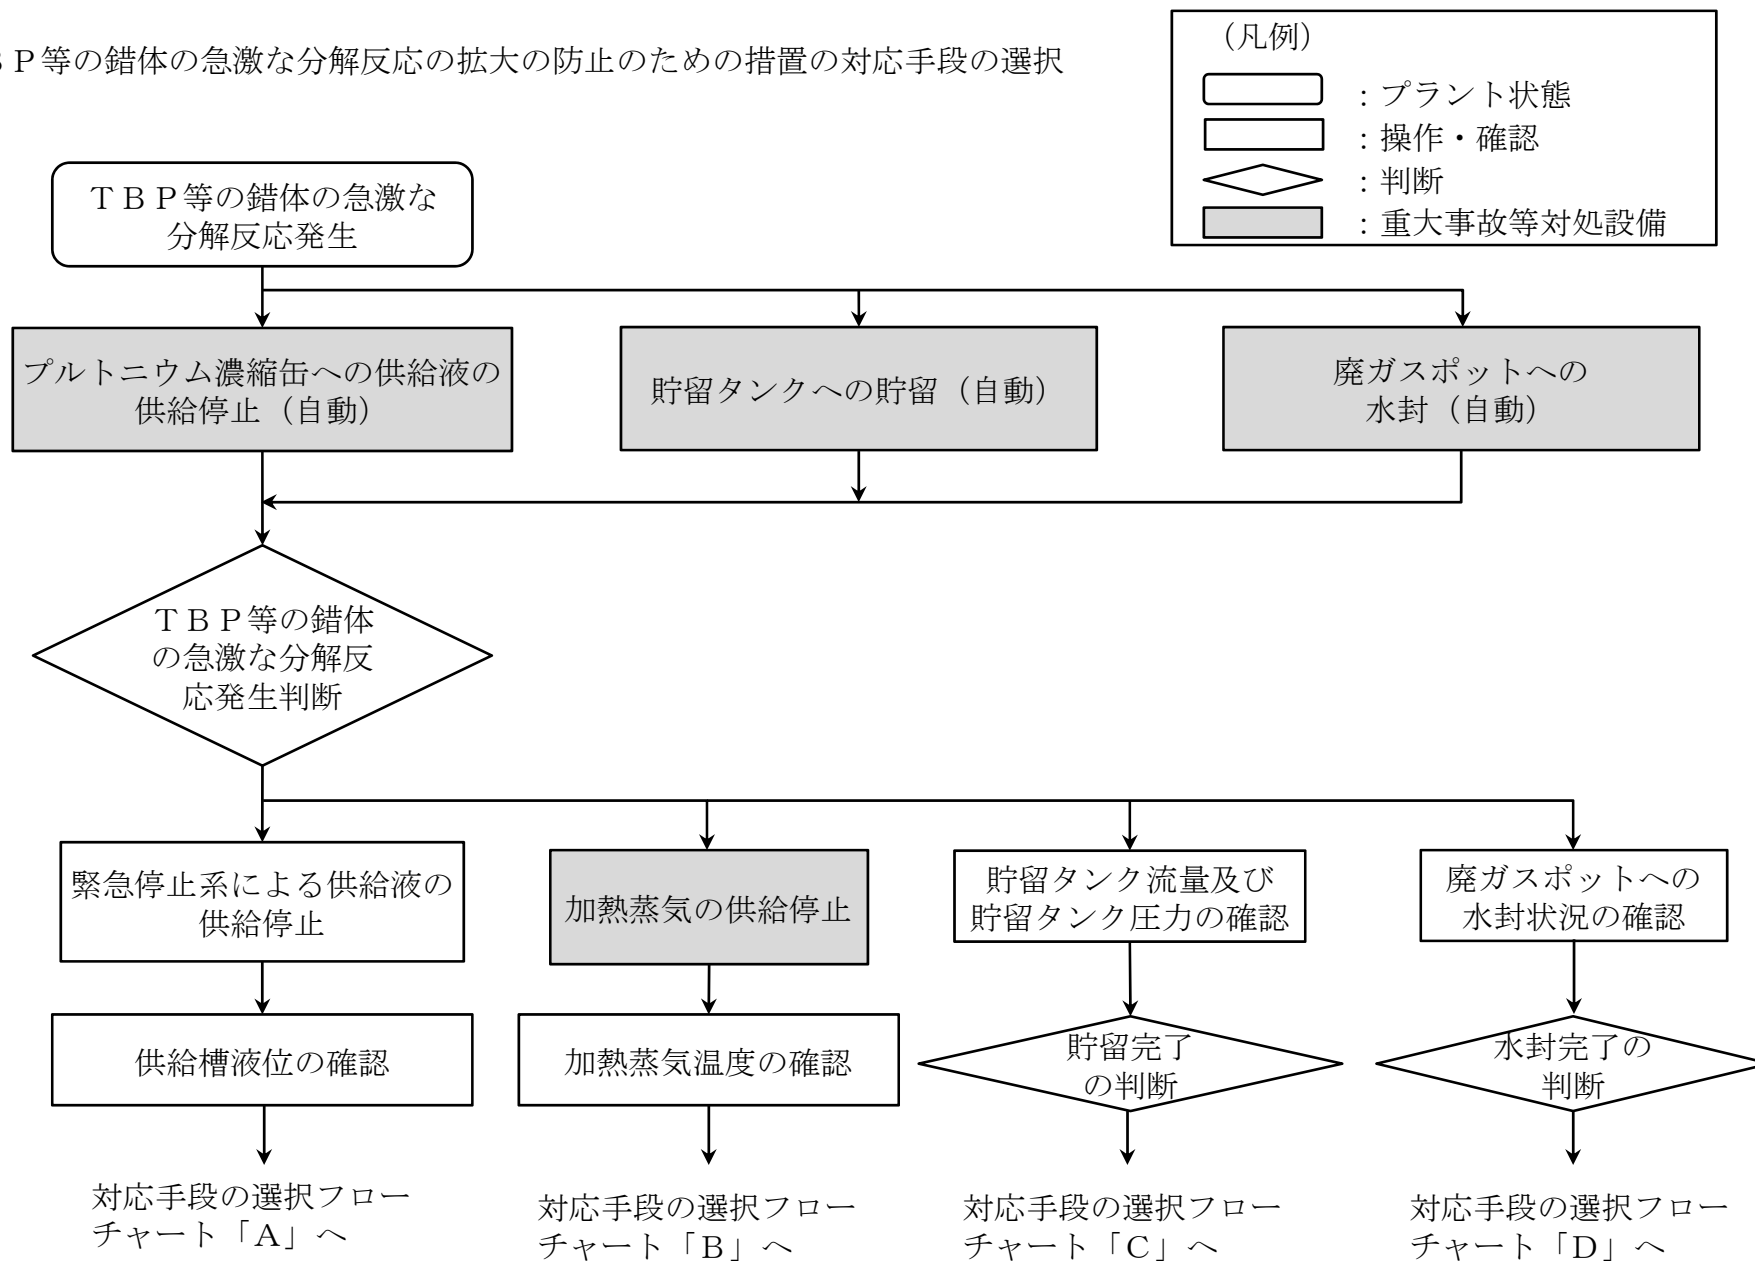 Ｐ等の錯体の急激な分解反応の拡大の防止のための措置の対応手段の選択
（凡例）
：プラント状態
：操作・確認
：判断
：重大事故等対処設備
ＴＢＰ等の錯体の急激な
分解反応発生
プルトニウム濃縮缶への供給液の
供給停止（自動）
貯留タンクへの貯留（自動）
廃ガスポットへの
水封（自動）
ＴＢＰ等の錯体
の急激な分解反
応発生判断
緊急停止系による供給液の
供給停止
加熱蒸気の供給停止
貯留タンク流量及び
貯留タンク圧力の確認
廃ガスポットへの
水封状況の確認
供給槽液位の確認
加熱蒸気温度の確認
貯留完了
の判断
水封完了の
判断
対応手段の選択フロー
チャート「Ａ」へ
対応手段の選択フロー
チャート「Ｂ」へ
対応手段の選択フロー
チャート「Ｃ」へ
対応手段の選択フロー
チャート「Ｄ」へ